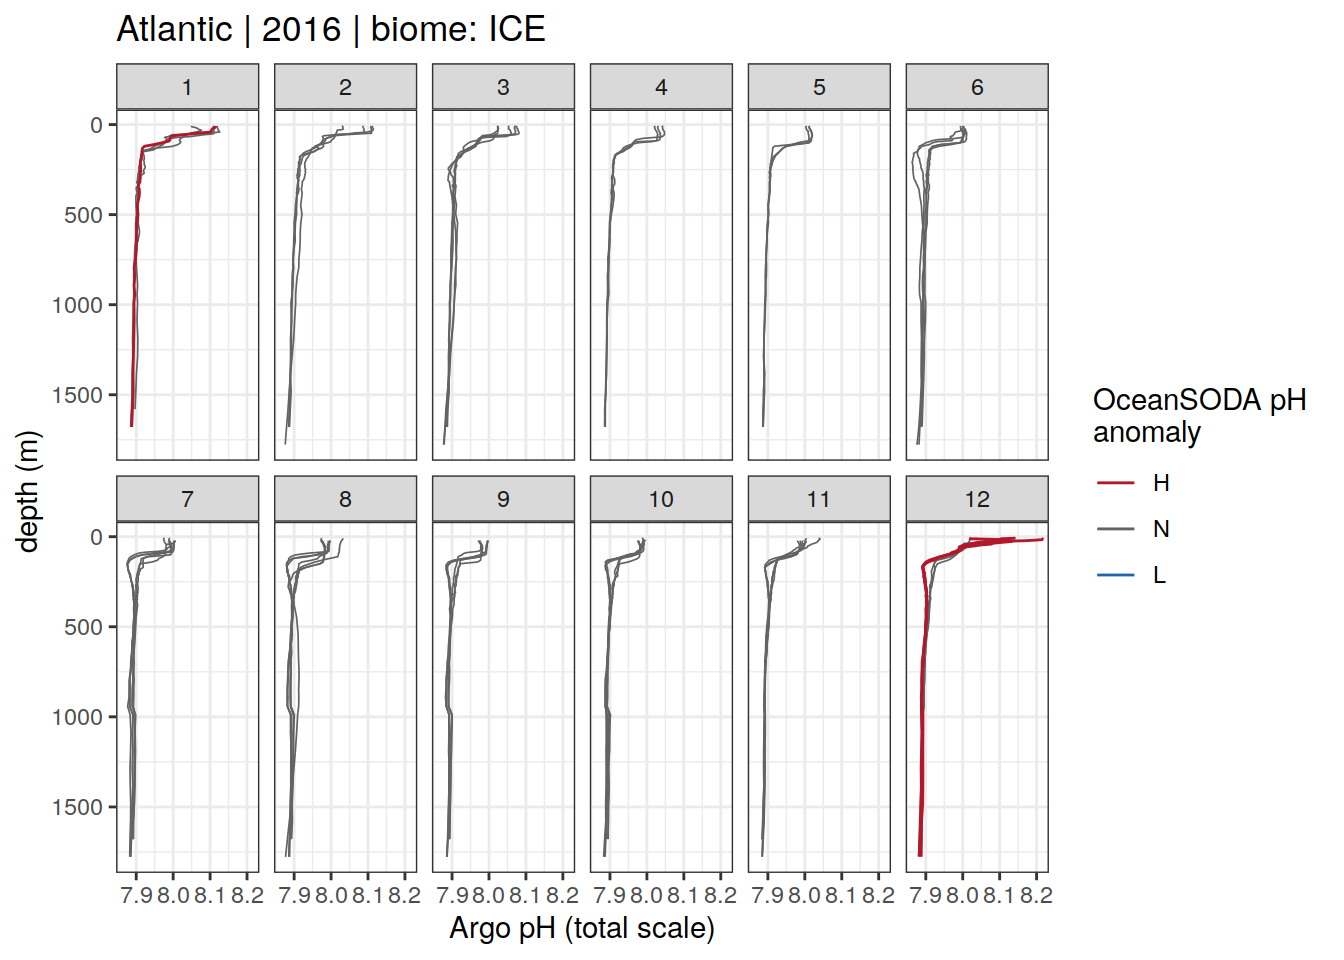 Atlantic | 2016 | biome: ICE
1 2 3 4 5 6
0
500
1000
1500
7 8 9 10 11 12
0
500
1000
1500
7.9 8.0 8.1 8.2 7.9 8.0 8.1 8.2 7.9 8.0 8.1 8.2 7.9 8.0 8.1 8.2 7.9 8.0 8.1 8.2 7.9 8.0 8.1 8.2
Argo pH (total scale)
depth (m)
OceanSODA pH
anomaly
H
N
L